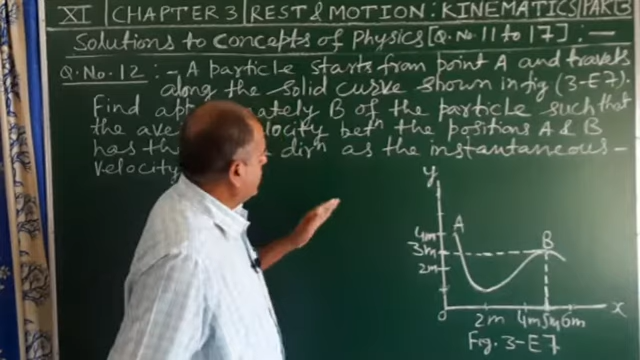 XI | CHAPTER 3 | REST & MOTION : KINEMATICS | PART 3
Solutions to Concepts of Physics [Q. No. 11 to 17] :-
Q. No. 12 :- A particle starts from point A and travels
along the solid curve shown in fig (3-E7).
Find B of the particle such that
the betn the positions A & B
has dirn as the instantaneous -
velocity
y
A
4m
3m
B
2m
0
2m 4m 5m 6m
x
Fig. 3-E7